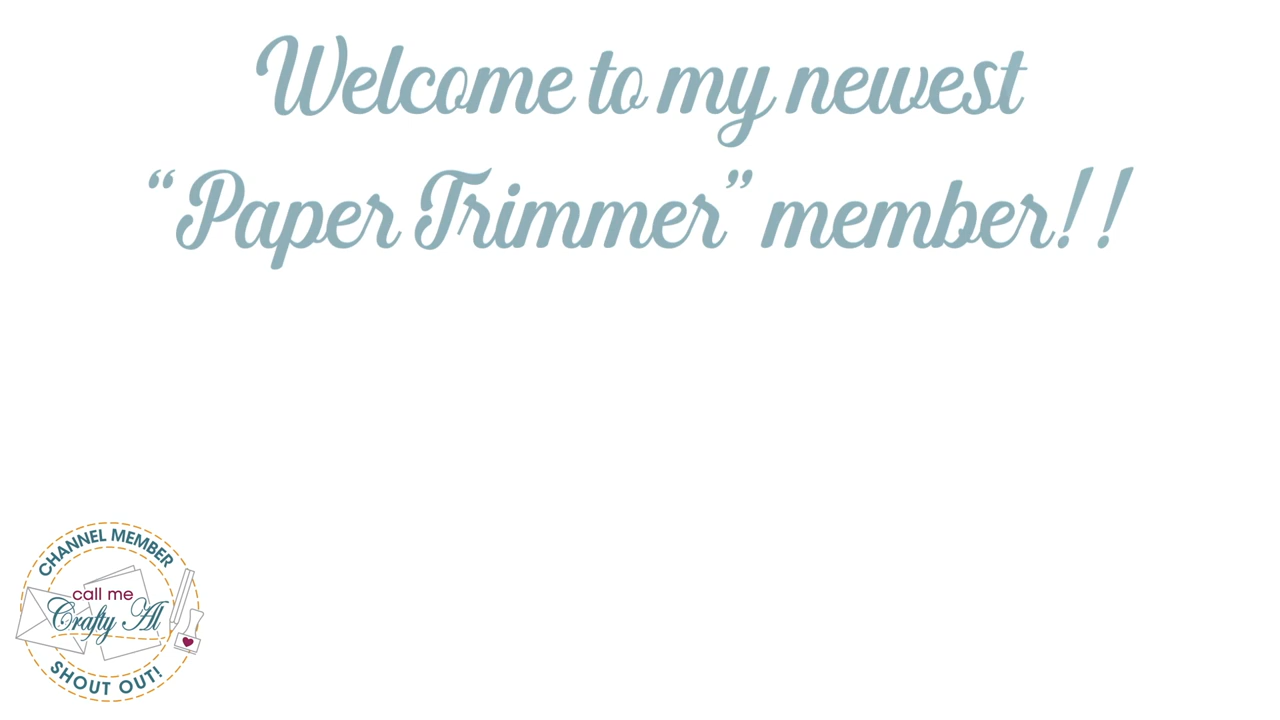 Welcome to my newest
“Paper Trimmer” member!!
CHANNEL MEMBER
call me
Crafty Al
SHOUT OUT!